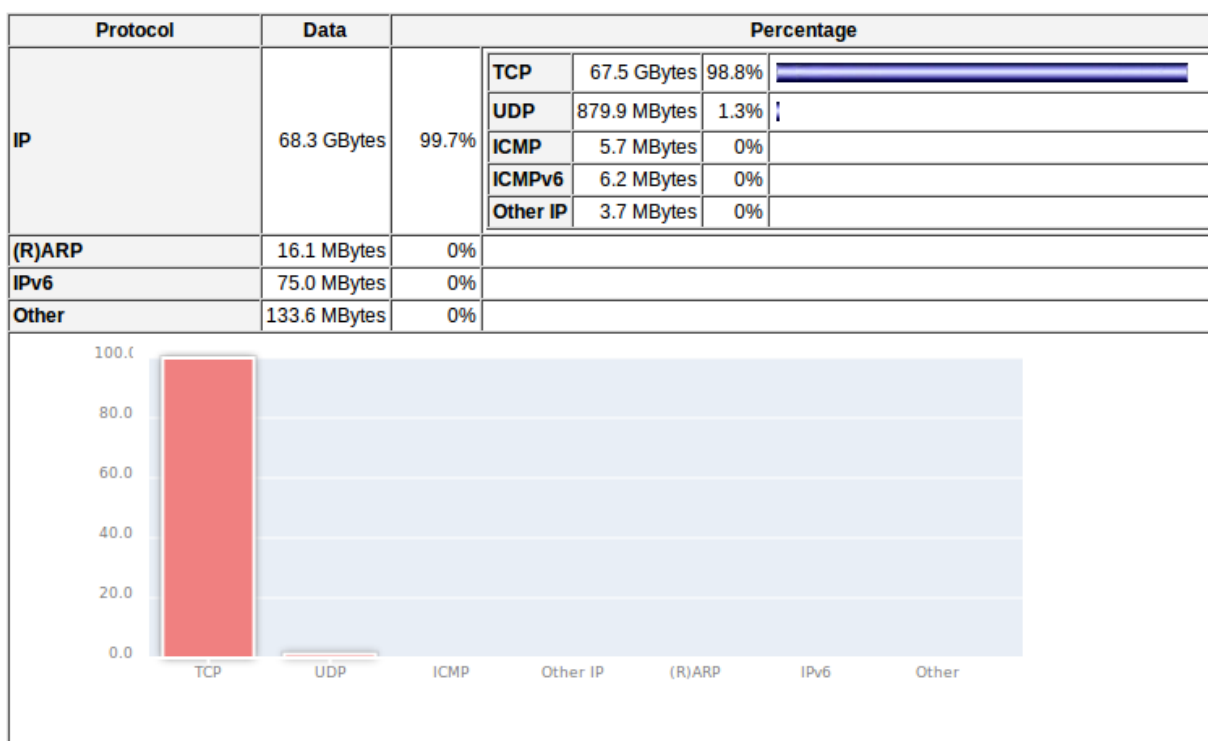 Protocol Data Percentage
IP 68.3 GBytes 99.7%
TCP 67.5 GBytes 98.8%
UDP 879.9 MBytes 1.3%
ICMP 5.7 MBytes 0%
ICMPv6 6.2 MBytes 0%
Other IP 3.7 MBytes 0%
(R)ARP 16.1 MBytes 0%
IPv6 75.0 MBytes 0%
Other 133.6 MBytes 0%
100.(
80.0
60.0
40.0
20.0
0.0
TCP UDP ICMP Other IP (R)ARP IPv6 Other